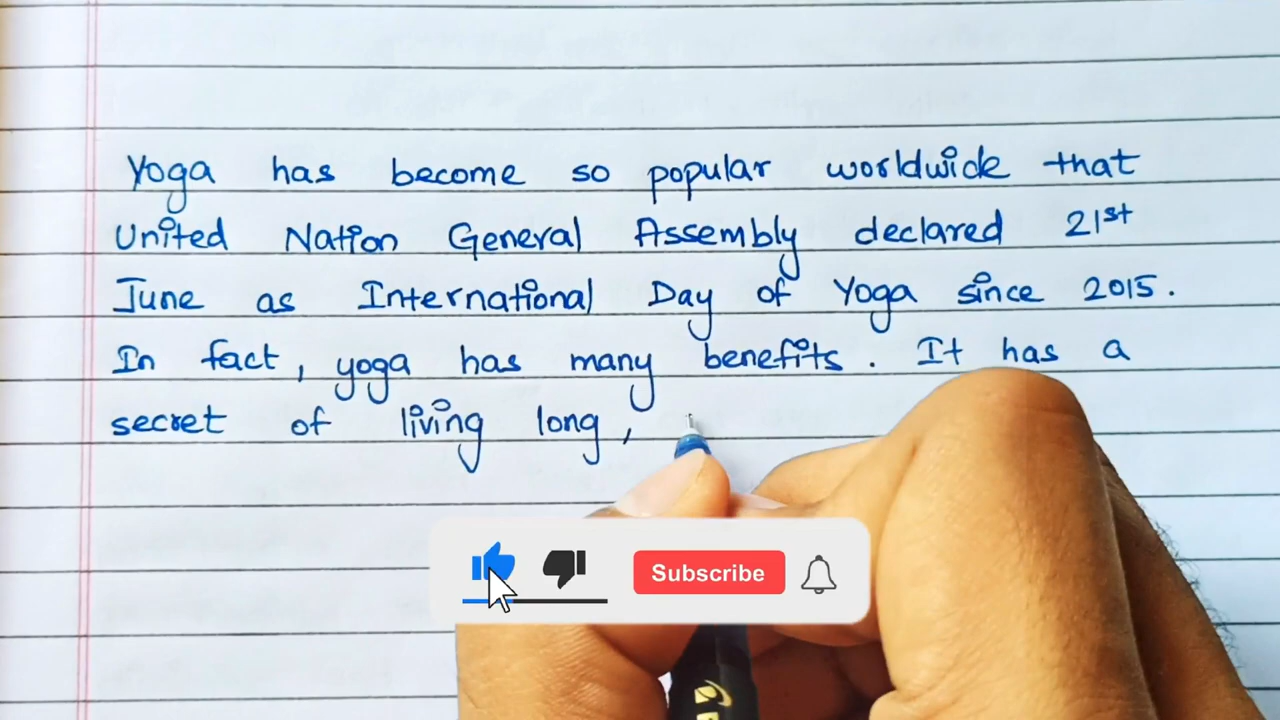 Yoga has become so popular worldwide that
United Nation General Assembly declared 21st
June as International Day of Yoga since 2015.
In fact, yoga has many benefits. It has a
secret of living long,
Subscribe